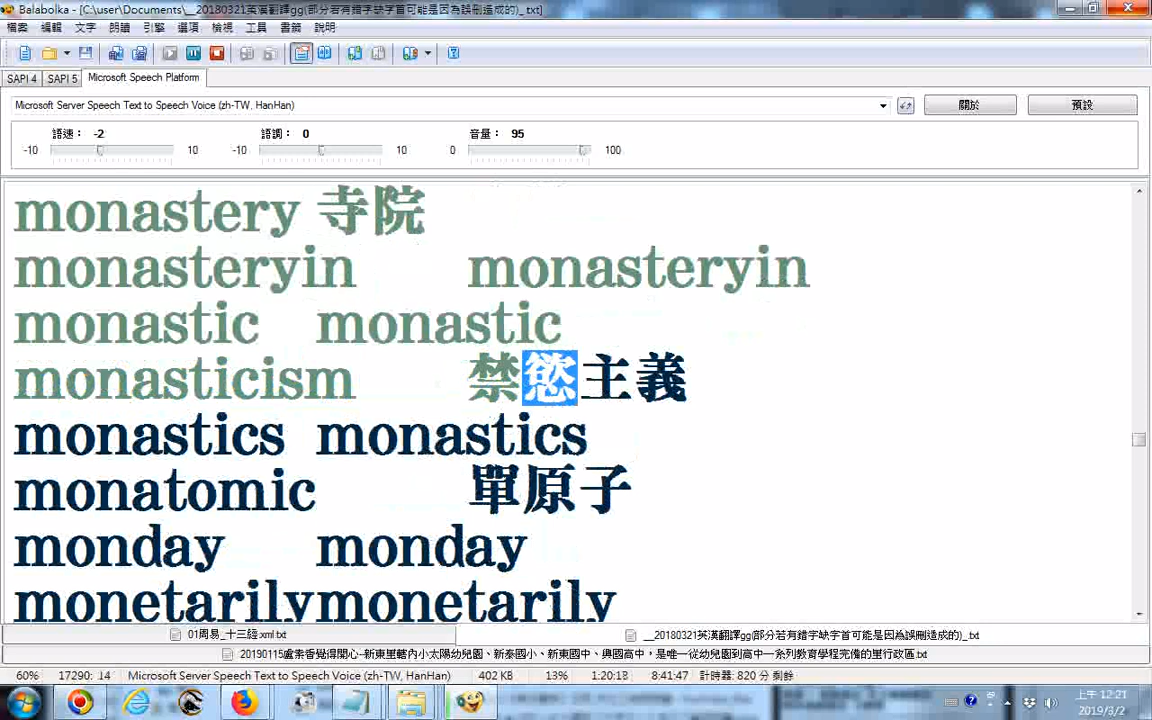 Balabolka - [C:\user\Documents\__20180321英漢翻譯gg(部分若有錯字缺字首可能是因為誤刪造成的)_txt]
檔案 編輯 文字 朗讀 引擎 選項 檢視 工具 書籤 說明
SAPI 4 SAPI 5 Microsoft Speech Platform
Microsoft Server Speech Text to Speech Voice (zh-TW, HanHan) 關於 預設
語速： -2 語調： 0 音量： 95
-10 10 -10 10 0 100
monastery 寺院
monasteryin monasteryin
monastic monastic
monasticism 禁慾主義
monastics monastics
monatomic 單原子
monday monday
monetarily monetarily
01周易_十三經.xml.txt __20180321英漢翻譯gg(部分若有錯字缺字首可能是因為誤刪造成的)_.txt
20190115盧素香覺得開心-新東里轄內小太陽幼兒園、新泰國小、新東國中、興國高中，是唯一從幼兒園到高中一系列教育學程完備的里行政區.txt
60% 17290: 14 Microsoft Server Speech Text to Speech Voice (zh-TW, HanHan) 402 KB 13% 1:20:18 8:41:47 計時器: 820 分 剩餘
上午 12:21
2019/3/2